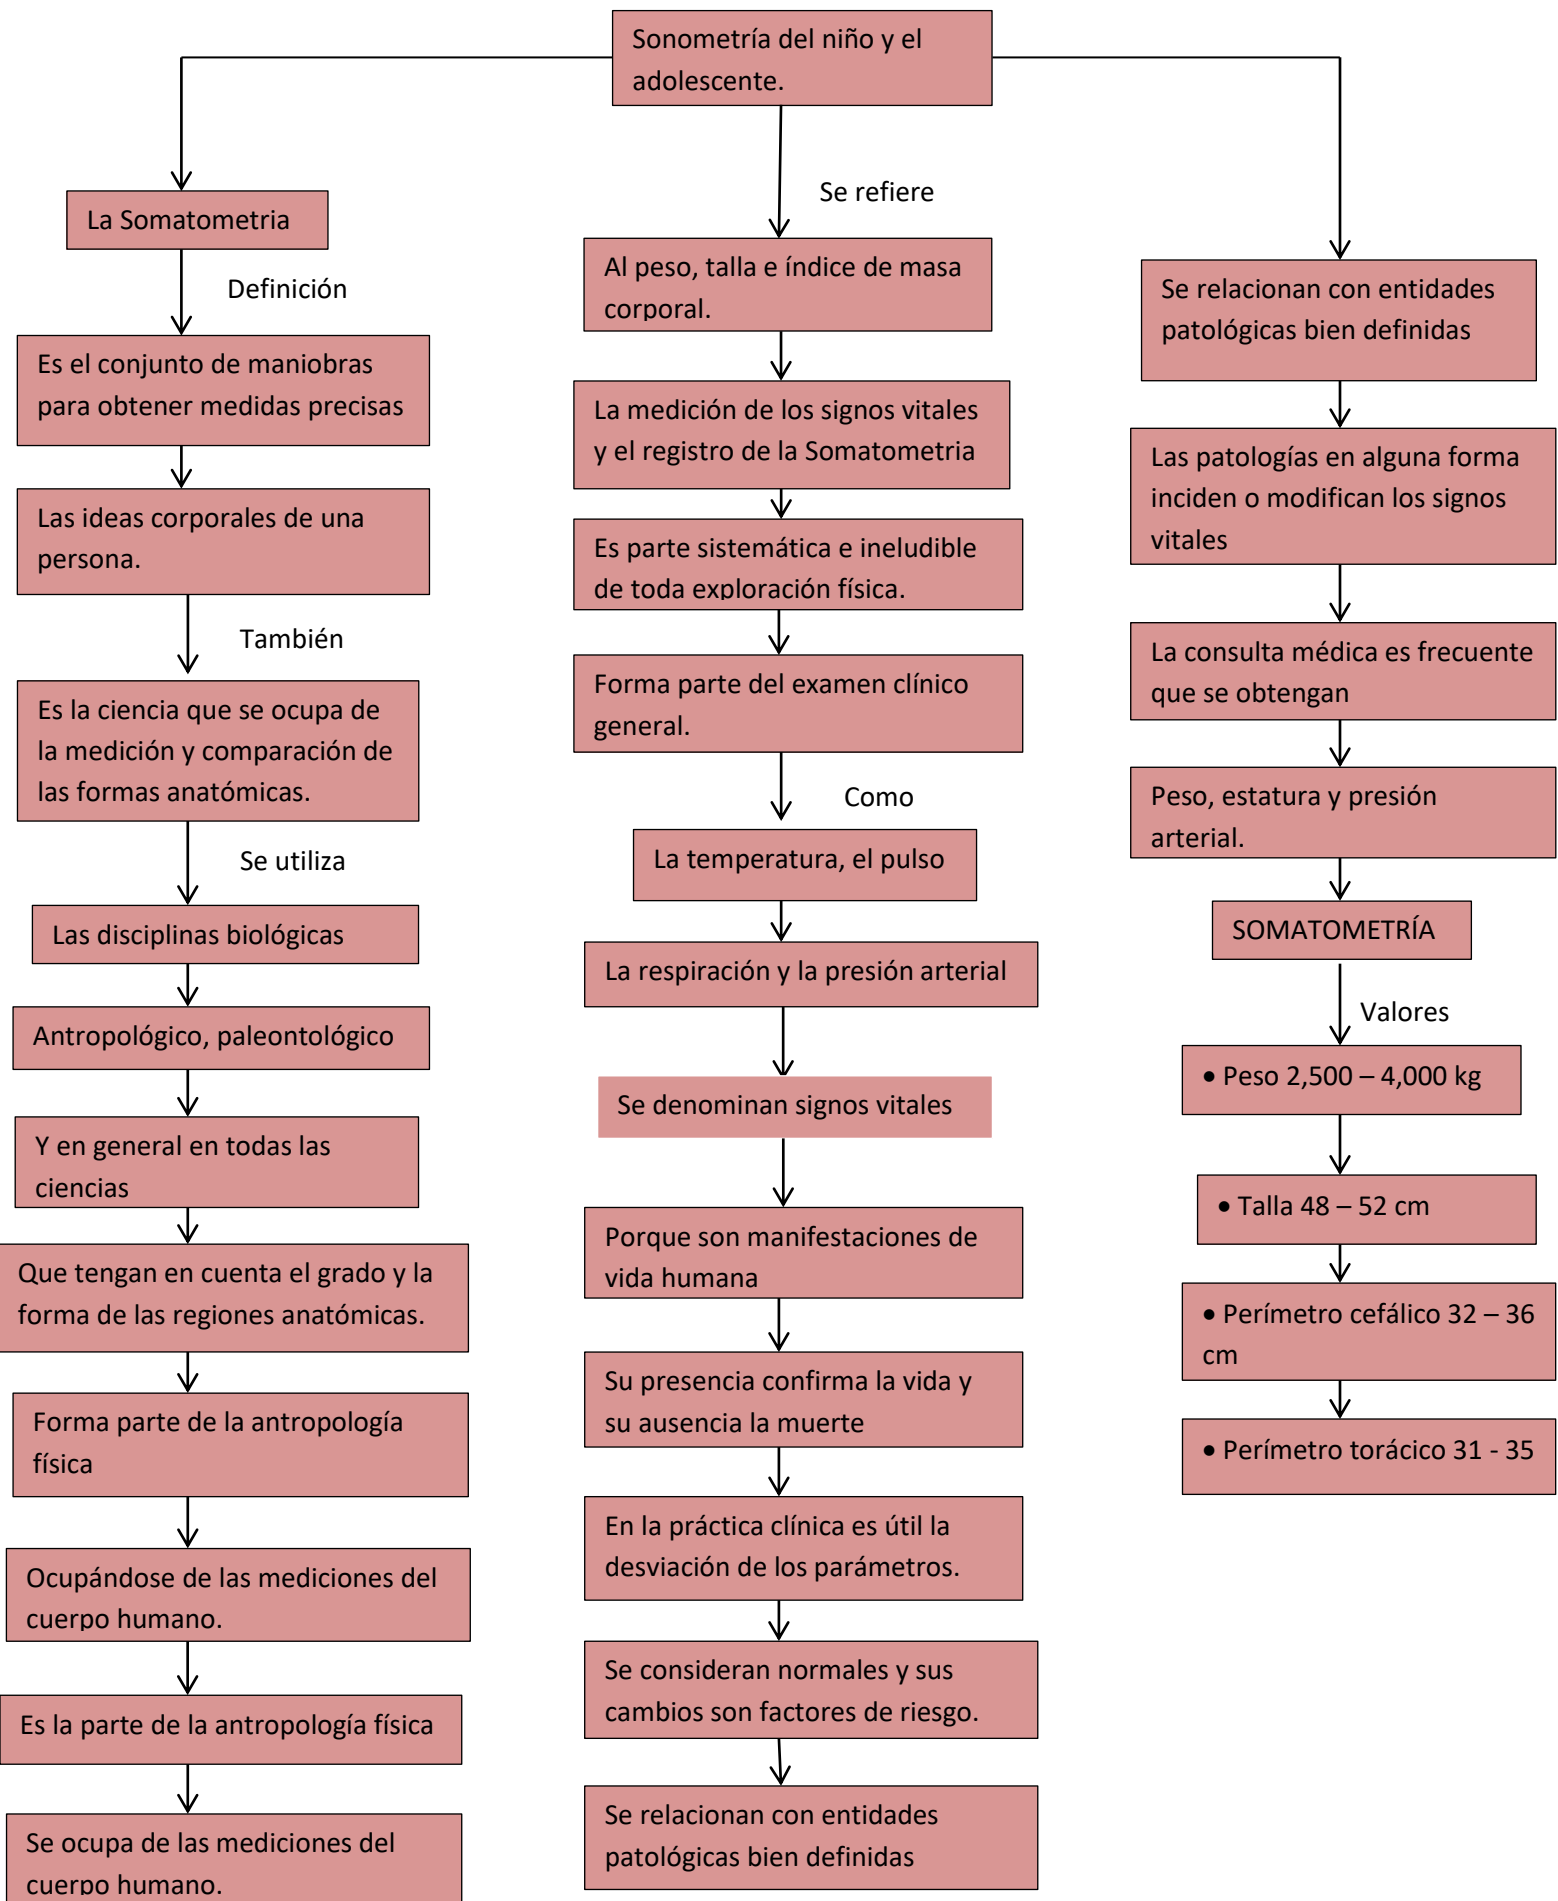 Sonometría del niño y el
adolescente.
La Somatometria
Definición
Es el conjunto de maniobras
para obtener medidas precisas
Las ideas corporales de una
persona.
También
Es la ciencia que se ocupa de
la medición y comparación de
las formas anatómicas.
Se utiliza
Las disciplinas biológicas
Antropológico, paleontológico
Y en general en todas las
ciencias
Que tengan en cuenta el grado y la
forma de las regiones anatómicas.
Forma parte de la antropología
física
Ocupándose de las mediciones del
cuerpo humano.
Es la parte de la antropología física
Se ocupa de las mediciones del
cuerpo humano.
Se refiere
Al peso, talla e índice de masa
corporal.
La medición de los signos vitales
y el registro de la Somatometria
Es parte sistemática e ineludible
de toda exploración física.
Forma parte del examen clínico
general.
Como
La temperatura, el pulso
La respiración y la presión arterial
Se denominan signos vitales
Porque son manifestaciones de
vida humana
Su presencia confirma la vida y
su ausencia la muerte
En la práctica clínica es útil la
desviación de los parámetros.
Se consideran normales y sus
cambios son factores de riesgo.
Se relacionan con entidades
patológicas bien definidas
Se relacionan con entidades
patológicas bien definidas
Las patologías en alguna forma
inciden o modifican los signos
vitales
La consulta médica es frecuente
que se obtengan
Peso, estatura y presión
arterial.
SOMATOMETRÍA
Valores
• Peso 2,500 – 4,000 kg
• Talla 48 – 52 cm
• Perímetro cefálico 32 – 36
cm
• Perímetro torácico 31 - 35